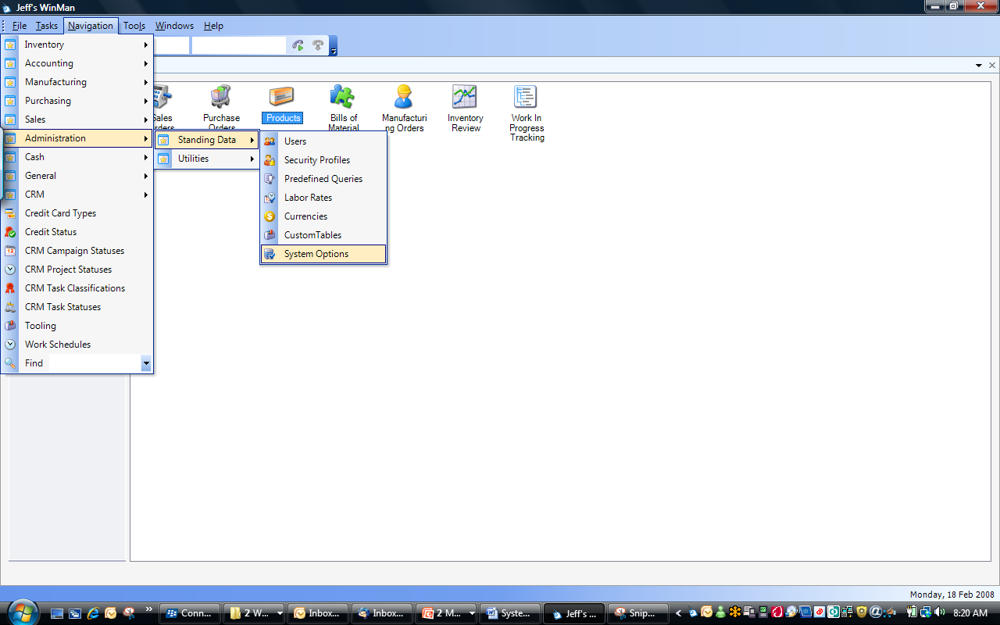 Jeff's WinMan
File Tasks Navigation Tools Windows Help
Inventory
Accounting
Manufacturing
Purchasing
Sales
Administration
Cash
General
CRM
Credit Card Types
Credit Status
CRM Campaign Statuses
CRM Project Statuses
CRM Task Classifications
CRM Task Statuses
Tooling
Work Schedules
Find
Standing Data
Utilities
Users
Security Profiles
Predefined Queries
Labor Rates
Currencies
CustomTables
System Options
Sales
Purchase
Orders
Products
Bills of
Material
Manufacturi
ng Orders
Inventory
Review
Work In
Progress
Tracking
Monday, 18 Feb 2008
Conn...
2 W...
Inbox...
Inbox...
2 M...
Syste...
Jeff's ...
Snip...
8:20 AM